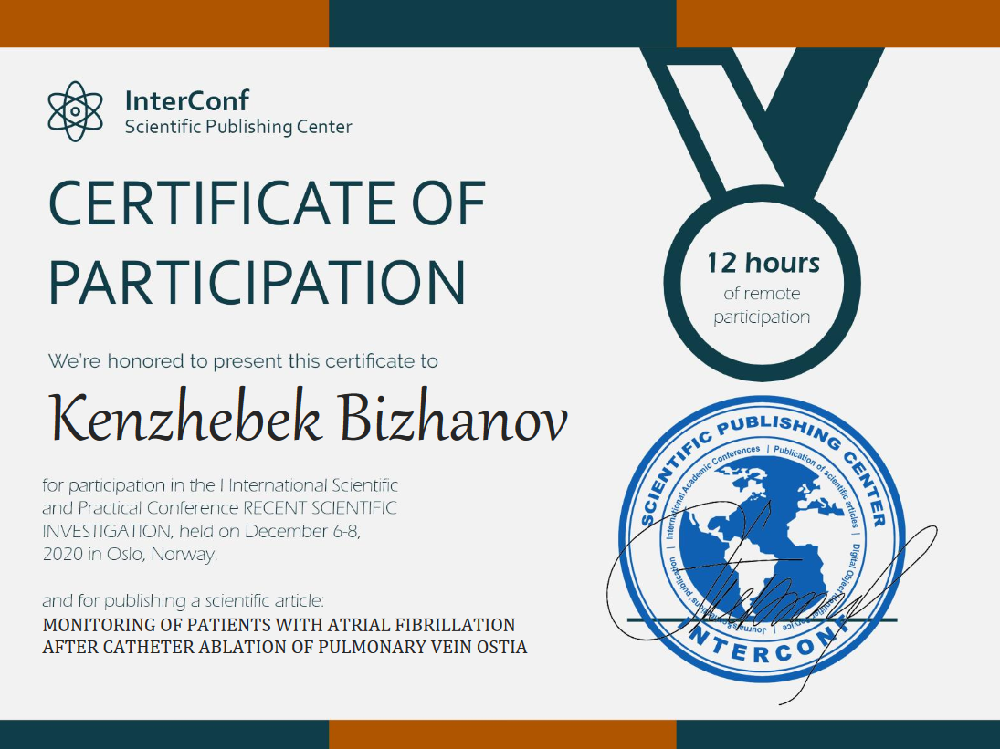 InterConf
Scientific Publishing Center
CERTIFICATE OF
PARTICIPATION
We're honored to present this certificate to
Kenzhebek Bizhanov
for participation in the I International Scientific
and Practical Conference RECENT SCIENTIFIC
INVESTIGATION, held on December 6-8,
2020 in Oslo, Norway.
and for publishing a scientific article:
MONITORING OF PATIENTS WITH ATRIAL FIBRILLATION
AFTER CATHETER ABLATION OF PULMONARY VEIN OSTIA
12 hours
of remote
participation
SCIENTIFIC PUBLISHING CENTER
| International Academic Conferences | Publication of scientific articles | Digital Object Identifier Service | Journals publication
INTERCONF